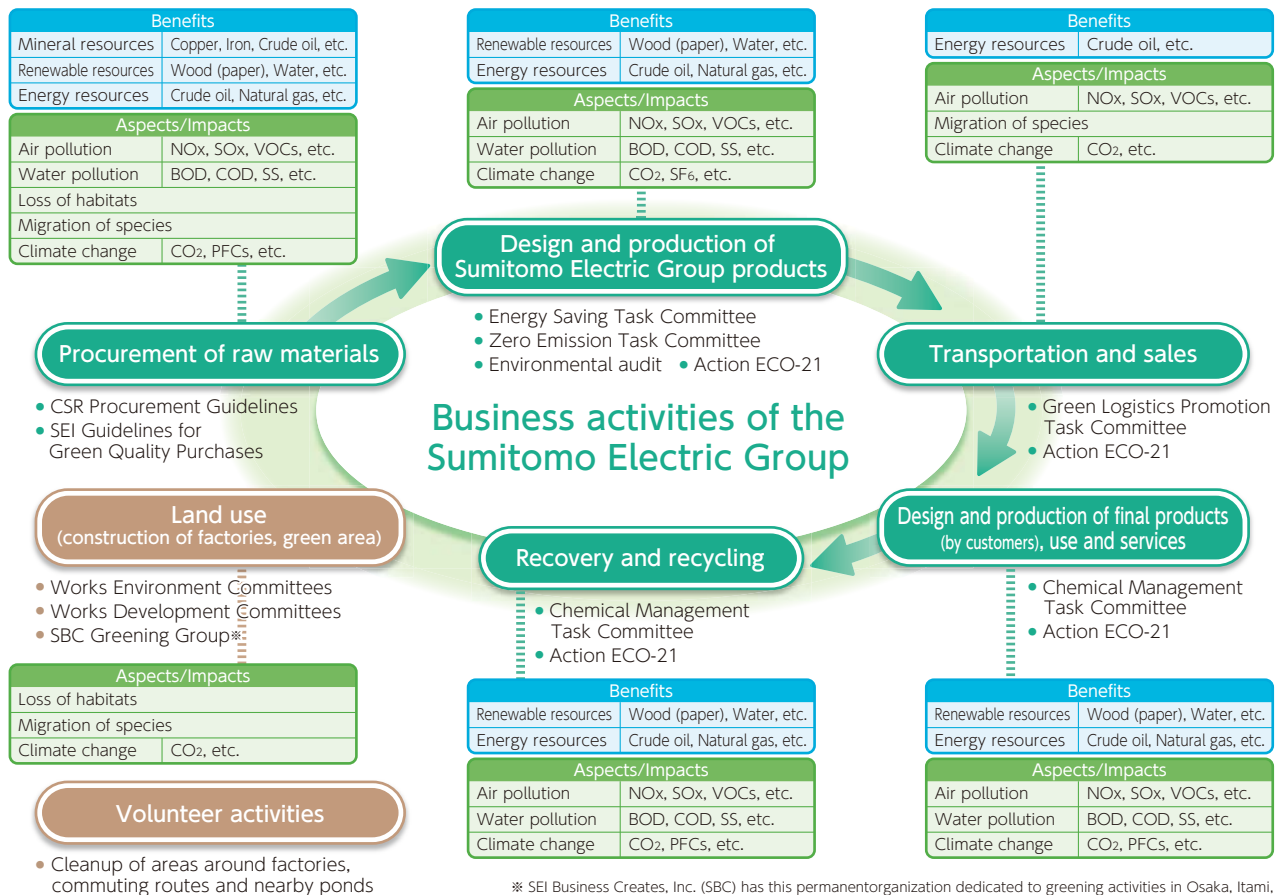 Benefits
Mineral resources Copper, Iron, Crude oil, etc.
Renewable resources Wood (paper), Water, etc.
Energy resources Crude oil, Natural gas, etc.
Aspects/Impacts
Air pollution NOx, SOx, VOCs, etc.
Water pollution BOD, COD, SS, etc.
Loss of habitats
Migration of species
Climate change CO2, PFCs, etc.
Benefits
Renewable resources Wood (paper), Water, etc.
Energy resources Crude oil, Natural gas, etc.
Aspects/Impacts
Air pollution NOx, SOx, VOCs, etc.
Water pollution BOD, COD, SS, etc.
Climate change CO2, SF6, etc.
Benefits
Energy resources Crude oil, etc.
Aspects/Impacts
Air pollution NOx, SOx, VOCs, etc.
Migration of species
Climate change CO2, etc.
Design and production of
Sumitomo Electric Group products
• Energy Saving Task Committee
• Zero Emission Task Committee
• Environmental audit • Action ECO-21
Procurement of raw materials
• CSR Procurement Guidelines
• SEI Guidelines for
Green Quality Purchases
Transportation and sales
• Green Logistics Promotion
Task Committee
• Action ECO-21
Business activities of the
Sumitomo Electric Group
Land use
(construction of factories, green area)
• Works Environment Committees
• Works Development Committees
• SBC Greening Group※
Recovery and recycling
• Chemical Management
Task Committee
• Action ECO-21
Design and production of final products
(by customers), use and services
• Chemical Management
Task Committee
• Action ECO-21
Aspects/Impacts
Loss of habitats
Migration of species
Climate change CO2, etc.
Benefits
Renewable resources Wood (paper), Water, etc.
Energy resources Crude oil, Natural gas, etc.
Aspects/Impacts
Air pollution NOx, SOx, VOCs, etc.
Water pollution BOD, COD, SS, etc.
Climate change CO2, PFCs, etc.
Benefits
Renewable resources Wood (paper), Water, etc.
Energy resources Crude oil, Natural gas, etc.
Aspects/Impacts
Air pollution NOx, SOx, VOCs, etc.
Water pollution BOD, COD, SS, etc.
Climate change CO2, PFCs, etc.
Volunteer activities
• Cleanup of areas around factories,
commuting routes and nearby ponds
※ SEI Business Creates, Inc. (SBC) has this permanentorganization dedicated to greening activities in Osaka, Itami,